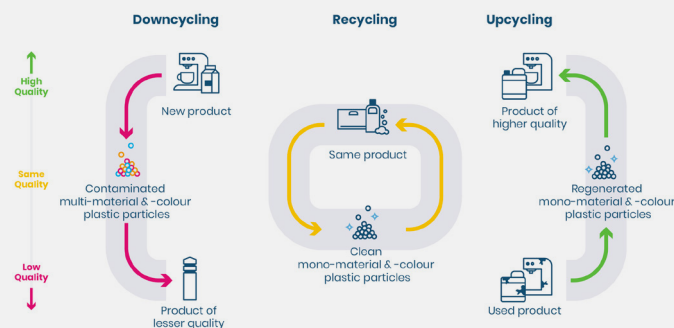 Downcycling
Recycling
Upcycling
High
Quality
Same
Quality
Low
Quality
New product
Contaminated
multi-material & -colour
plastic particles
Product of
lesser quality
Same product
Clean
mono-material & -colour
plastic particles
Product of
higher quality
Regenerated
mono-material & -colour
plastic particles
Used product